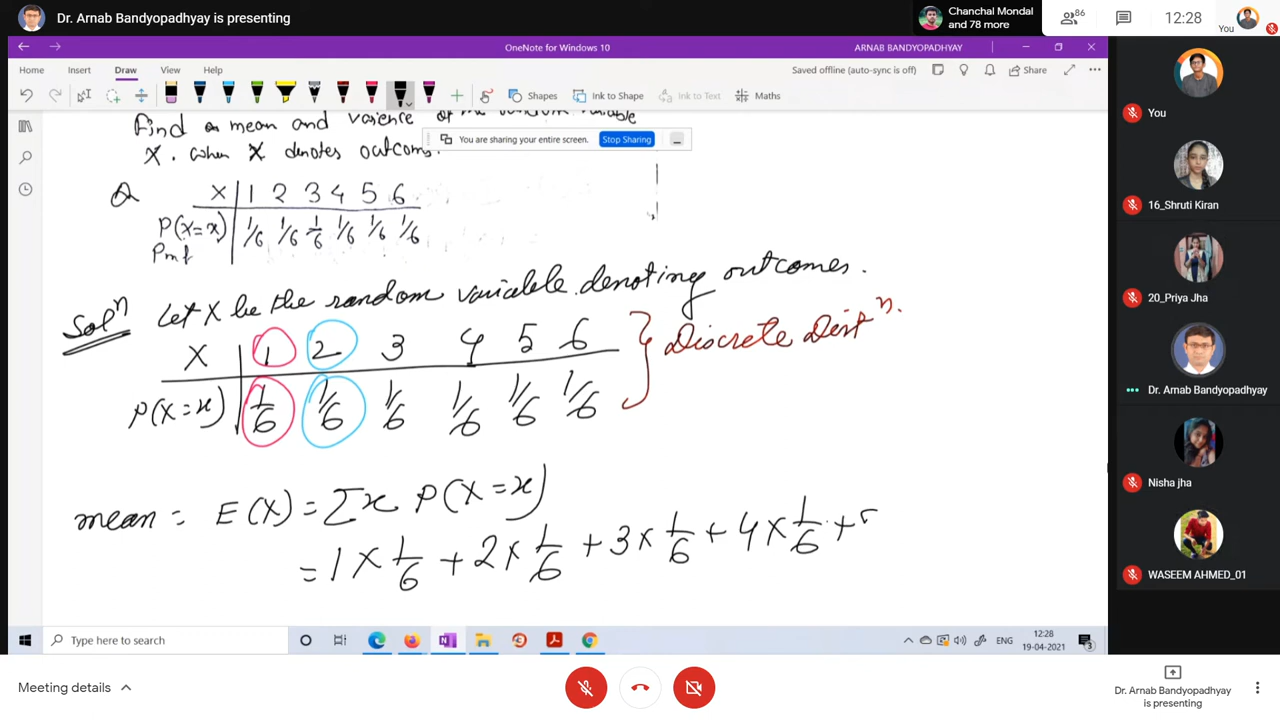 Dr. Arnab Bandyopadhyay is presenting
Chanchal Mondal
and 78 more
86
12:28
You
OneNote for Windows 10
ARNAB BANDYOPADHYAY
Home Insert Draw View Help
Saved offline (auto-sync is off)
Share
Shapes
Ink to Shape
Ink to Text
Maths
Find a mean and varience of the random variable
You are sharing your entire screen. Stop Sharing
X. when X denotes outcom
Q X 1 2 3 4 5 6
P(X=x) 1/6 1/6 1/6 1/6 1/6 1/6
Pmf
Solⁿ Let X be the random variable denoting outcomes.
X 1 2 3 4 5 6 } Discrete Distⁿ.
P(X=x) 1/6 1/6 1/6 1/6 1/6 1/6
mean = E(X) = Σx P(X=x)
= 1 × 1/6 + 2 × 1/6 + 3 × 1/6 + 4 × 1/6 +
You
16_Shruti Kiran
20_Priya Jha
Dr. Arnab Bandyopadhyay
Nisha jha
WASEEM AHMED_01
Type here to search
ENG
12:28
19-04-2021
3
Meeting details
Dr. Arnab Bandyopadhyay
is presenting